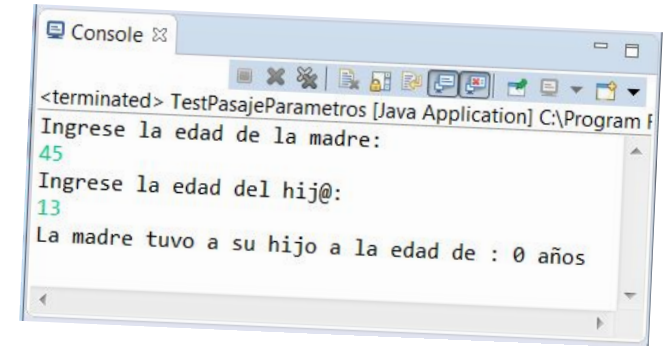 Console
<terminated> TestPasajeParametros [Java Application] C:\Program F
Ingrese la edad de la madre:
45
Ingrese la edad del hij@:
13
La madre tuvo a su hijo a la edad de : 0 años